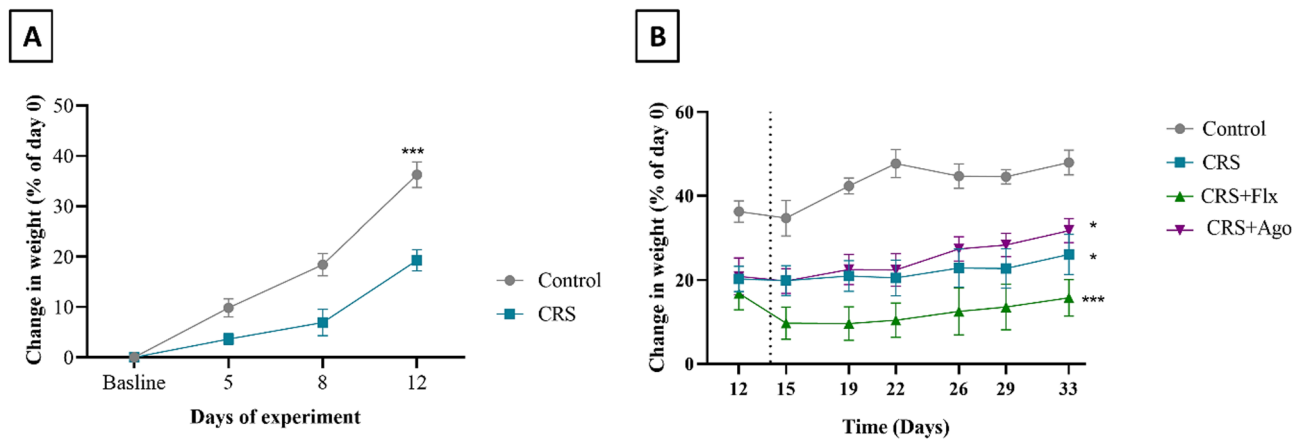 A
Change in weight (% of day 0)
50
40
30
20
10
0
***
Basline
5
8
12
Days of experiment
Control
CRS
B
Change in weight (% of day 0)
60
40
20
0
*
*
***
12
15
19
22
26
29
33
Time (Days)
Control
CRS
CRS+Flx
CRS+Ago